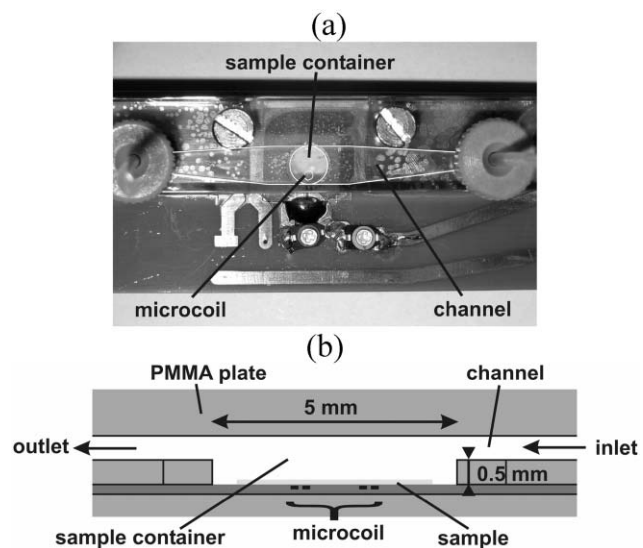 (a)
sample container
microcoil
channel
(b)
PMMA plate
channel
5 mm
outlet
inlet
0.5 mm
sample container
microcoil
sample